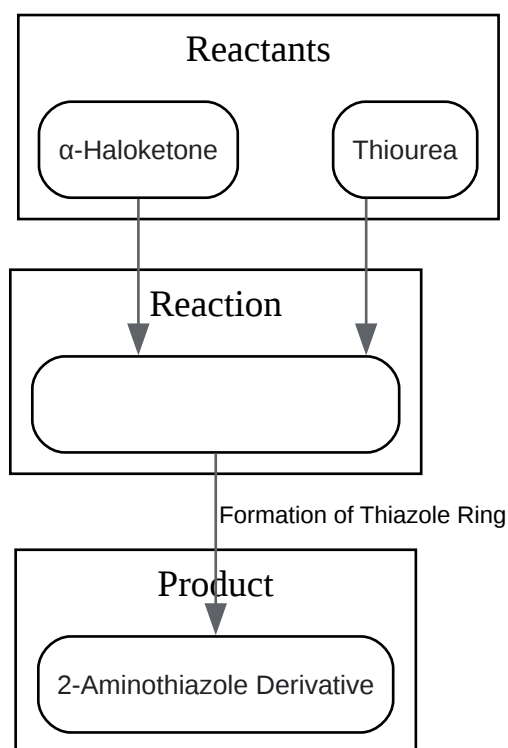 Reactants
α-Haloketone
Thiourea
Reaction
Formation of Thiazole Ring
Product
2-Aminothiazole Derivative